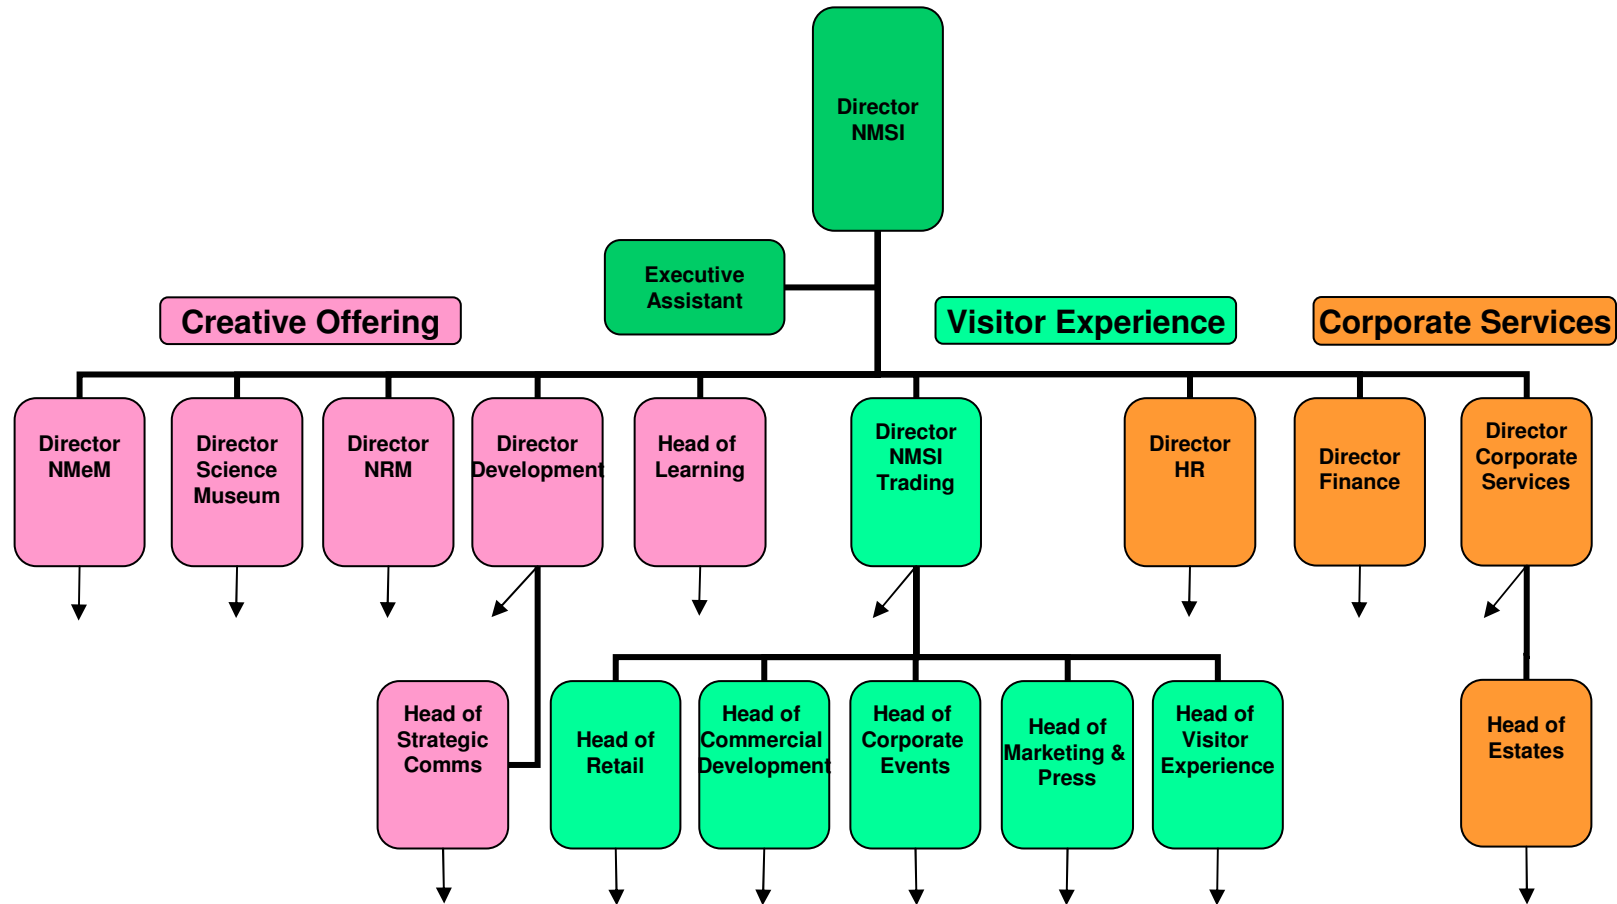 Director
NMSI
Executive
Assistant
Creative Offering
Visitor Experience
Corporate Services
Director
NMeM
Director
Science
Museum
Director
NRM
Director
Development
Head of
Learning
Director
NMSI
Trading
Director
HR
Director
Finance
Director
Corporate
Services
Head of
Strategic
Comms
Head of
Retail
Head of
Commercial
Development
Head of
Corporate
Events
Head of
Marketing &
Press
Head of
Visitor
Experience
Head of
Estates